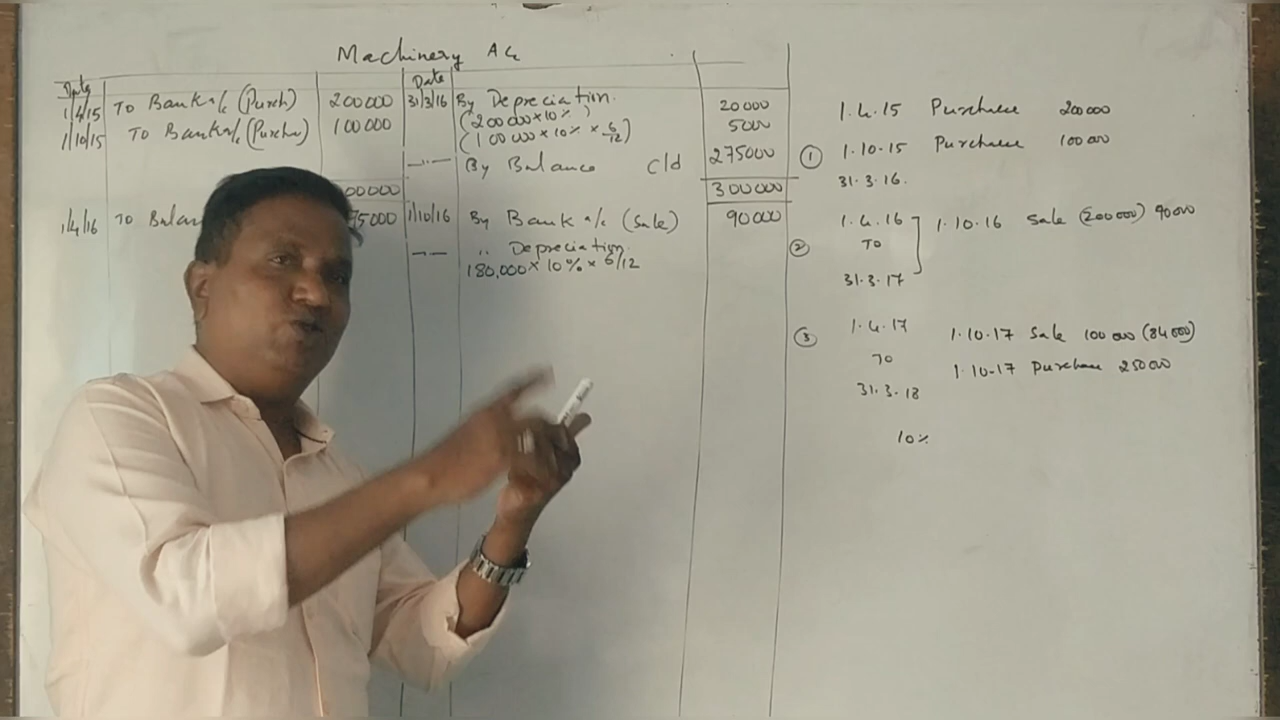 Machinery A/c
Date
Date
1/4/15 To Bank a/c (Purch) 200000 31/3/16 By Depreciation. 20000
(200000×10%)
1/10/15 To Bank a/c (Purchase) 100000 (100000×10% × 6/12) 5000
—"— By Balance c/d 275000
00000 300000
1/4/16 To Balan 75000 1/10/16 By Bank a/c (Sale) 90000
—"— " Depreciation.
180,000×10%×6/12
1.4.15 Purchase 200000
① 1.10.15 Purchase 100000
31.3.16.
1.4.16 1.10.16 Sale (200000) 90000
② TO
31.3.17
③ 1.4.17 1.10.17 Sale 100000 (84000)
TO
1.10.17 Purchase 250000
31.3.18
10%